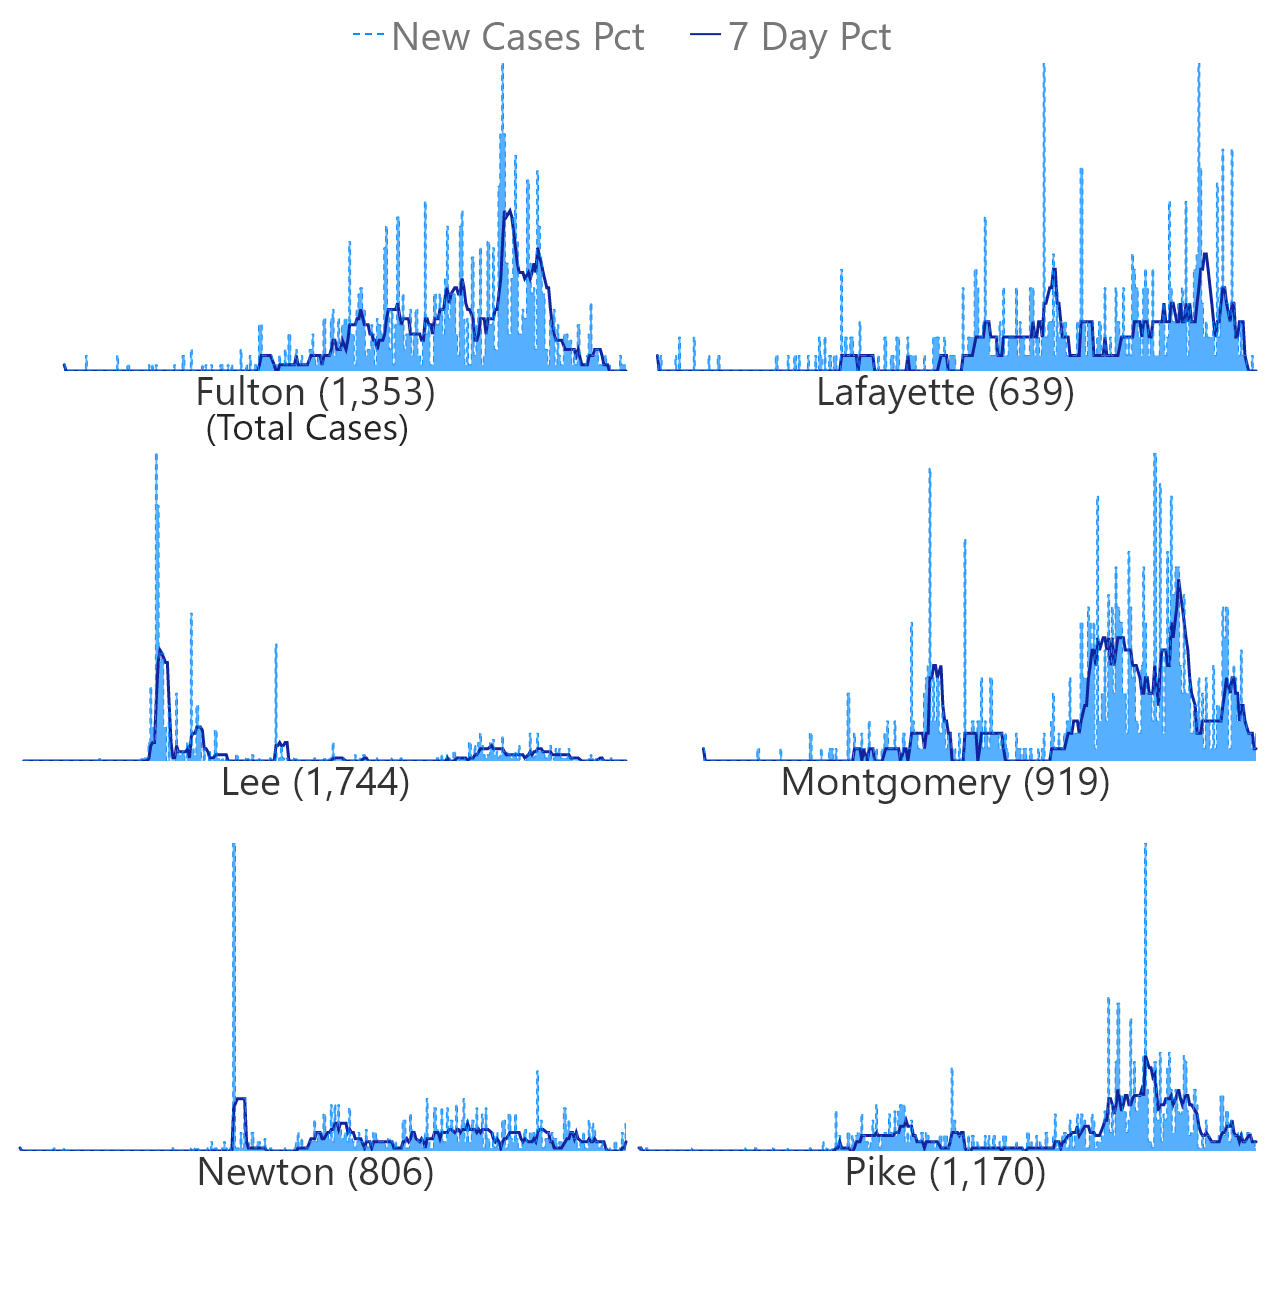 New Cases Pct 7 Day Pct
Fulton (1,353) Lafayette (639)
(Total Cases)
Lee (1,744) Montgomery (919)
Newton (806) Pike (1,170)